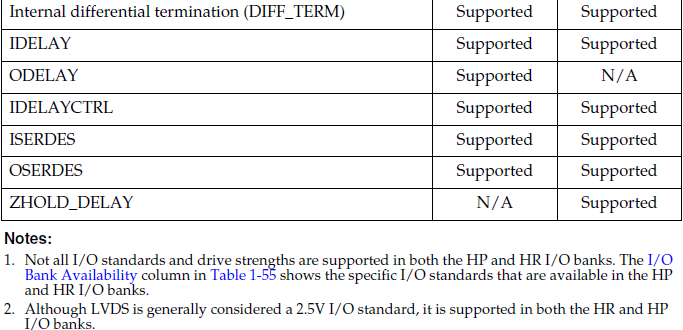 Internal differential termination (DIFF_TERM) Supported Supported
IDELAY Supported Supported
ODELAY Supported N/A
IDELAYCTRL Supported Supported
ISERDES Supported Supported
OSERDES Supported Supported
ZHOLD_DELAY N/A Supported
Notes:
1. Not all I/O standards and drive strengths are supported in both the HP and HR I/O banks. The I/O
Bank Availability column in Table 1-55 shows the specific I/O standards that are available in the HP
and HR I/O banks.
2. Although LVDS is generally considered a 2.5V I/O standard, it is supported in both the HR and HP
I/O banks.